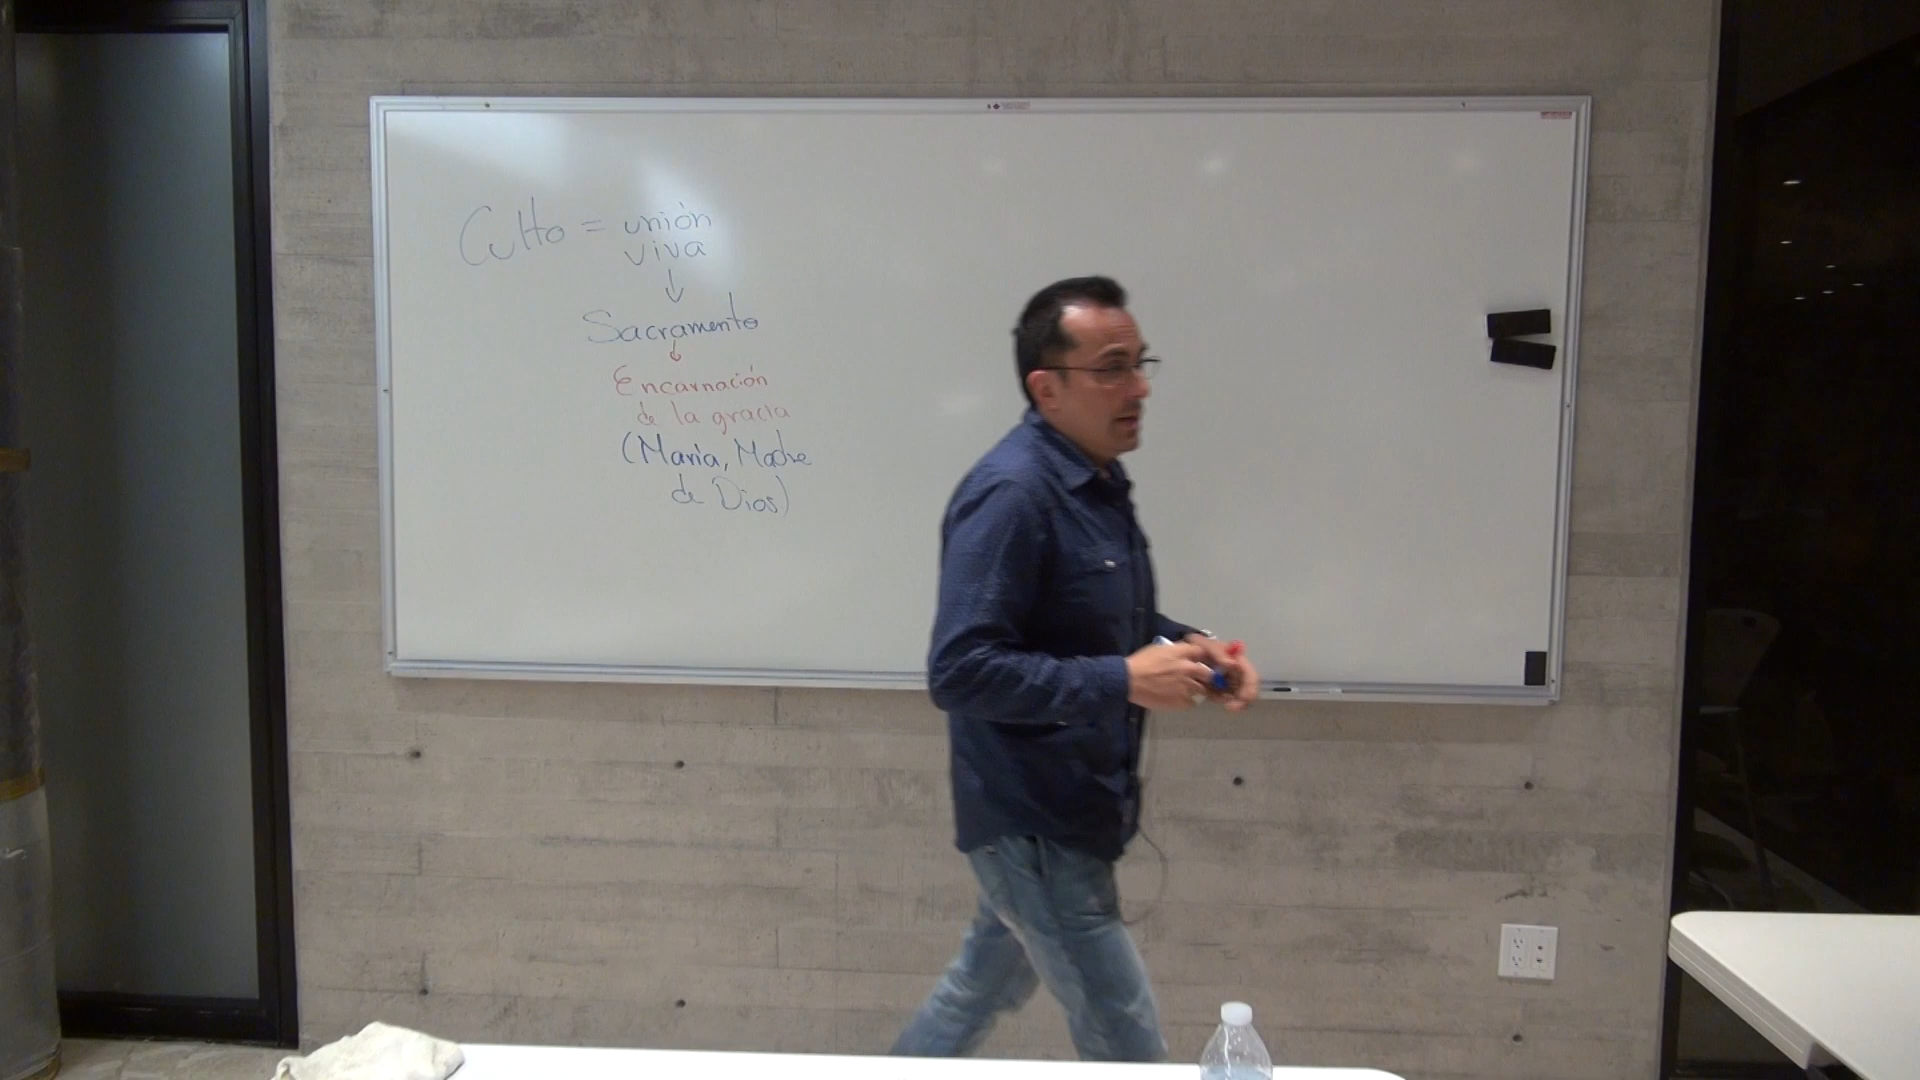 Culto = unión
viva
↓
Sacramento
↓
Encarnación
de la gracia
(María, Madre
de Dios)